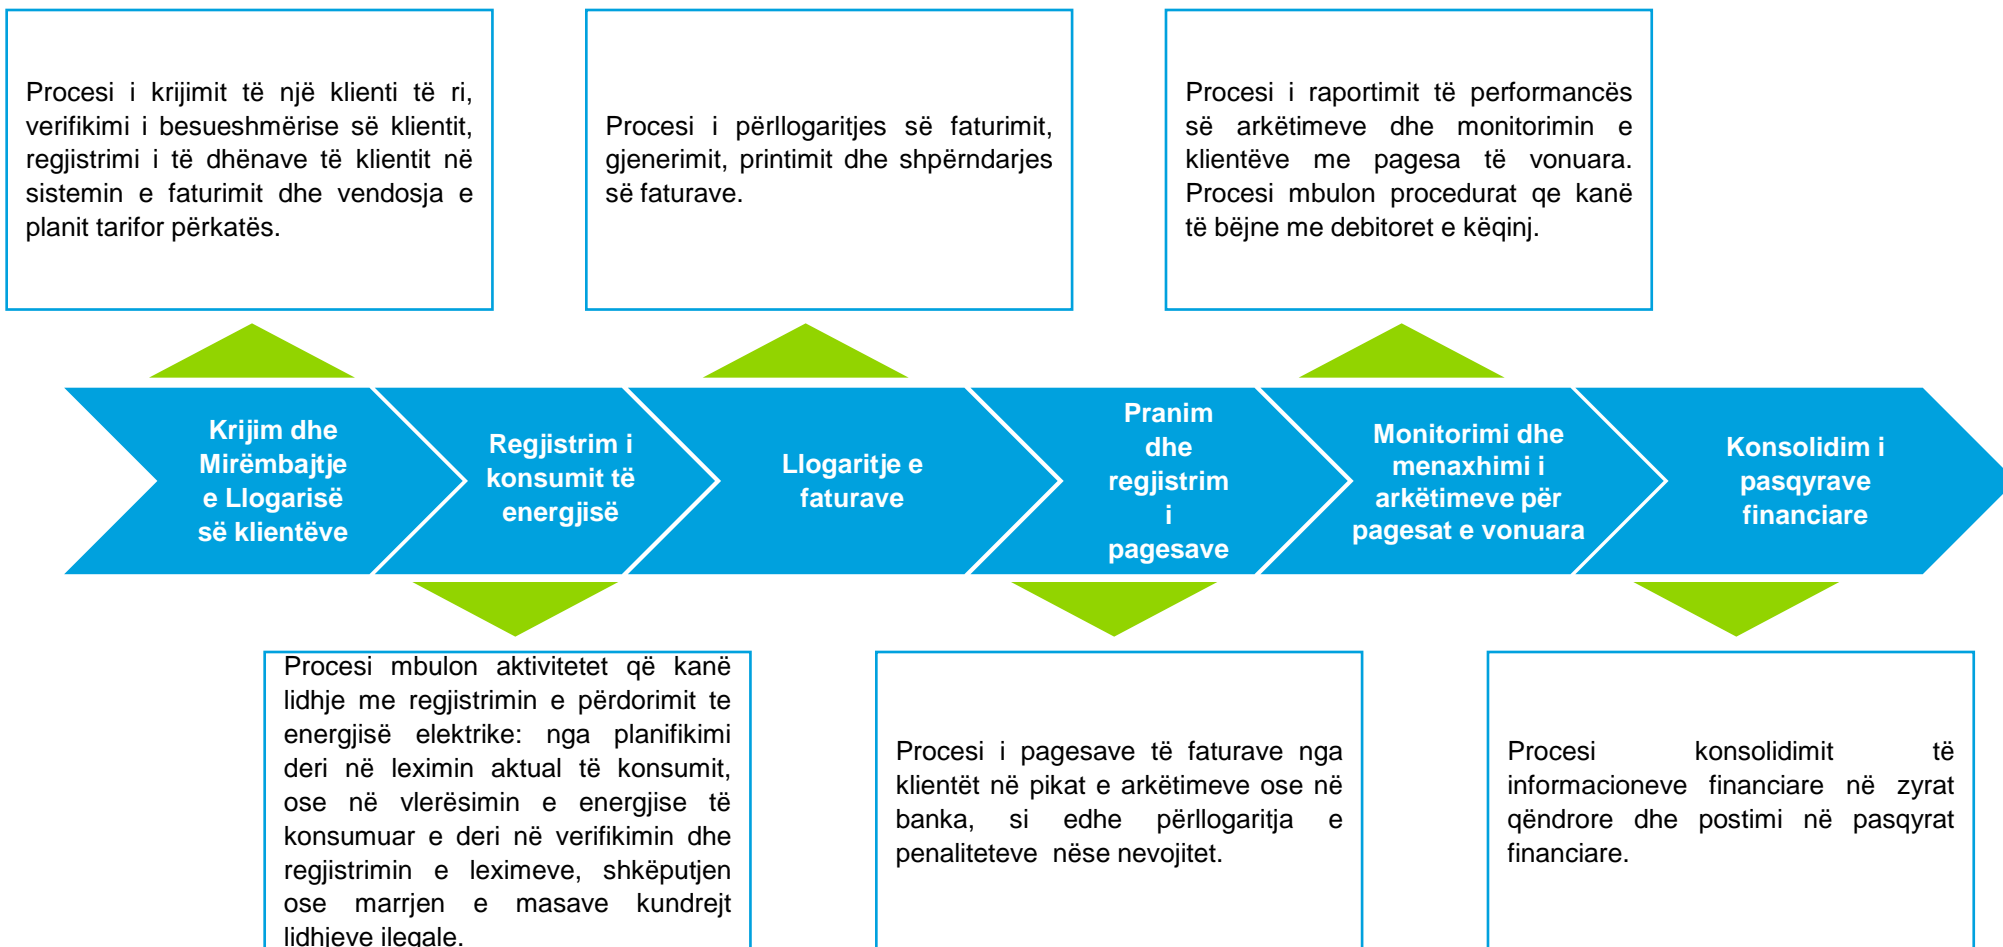 Procesi i krijimit të një klienti të ri,
verifikimi i besueshmërise së klientit,
regjistrimi i të dhënave të klientit në
sistemin e faturimit dhe vendosja e
planit tarifor përkatës.
Procesi i përllogaritjes së faturimit,
gjenerimit, printimit dhe shpërndarjes
së faturave.
Procesi i raportimit të performancës
së arkëtimeve dhe monitorimin e
klientëve me pagesa të vonuara.
Procesi mbulon procedurat qe kanë
të bëjne me debitoret e këqinj.
Krijim dhe
Mirëmbajtje
e Llogarisë
së klientëve
Regjistrim i
konsumit të
energjisë
Llogaritje e
faturave
Pranim
dhe
regjistrim
i
pagesave
Monitorimi dhe
menaxhimi i
arkëtimeve për
pagesat e vonuara
Konsolidim i
pasqyrave
financiare
Procesi mbulon aktivitetet që kanë
lidhje me regjistrimin e përdorimit te
energjisë elektrike: nga planifikimi
deri në leximin aktual të konsumit,
ose në vlerësimin e energjise të
konsumuar e deri në verifikimin dhe
regjistrimin e leximeve, shkëputjen
ose marrjen e masave kundrejt
lidhjeve ilegale.
Procesi i pagesave të faturave nga
klientët në pikat e arkëtimeve ose në
banka, si edhe përllogaritja e
penaliteteve nëse nevojitet.
Procesi konsolidimit të
informacioneve financiare në zyrat
qëndrore dhe postimi në pasqyrat
financiare.